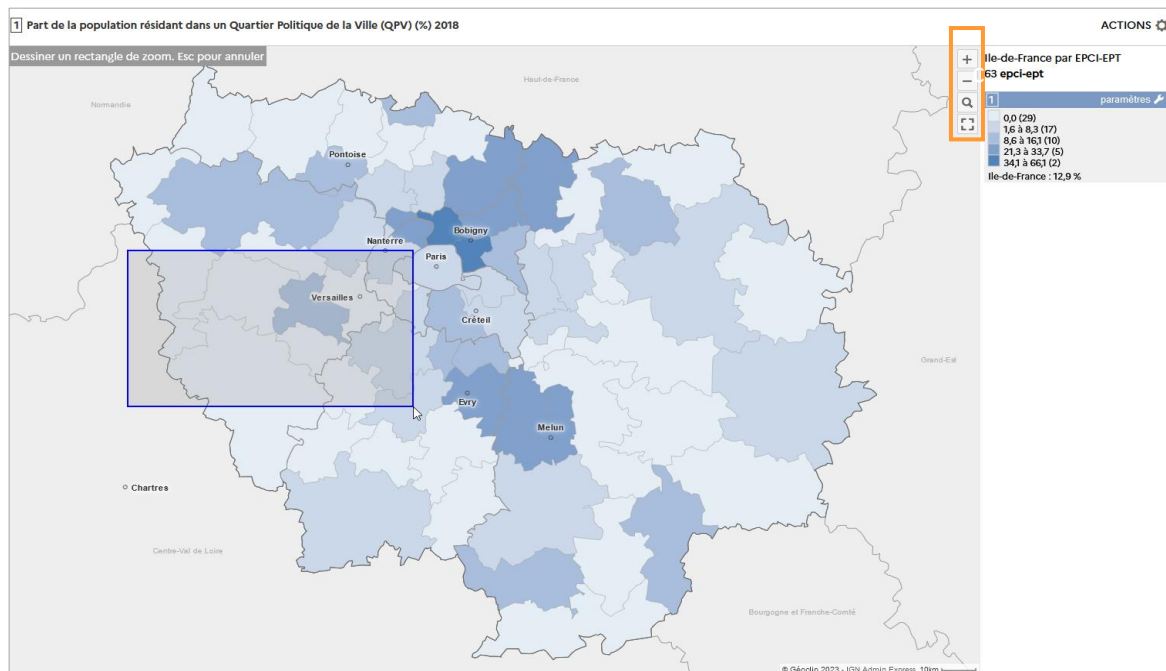 1 Part de la population résidant dans un Quartier Politique de la Ville (QPV) (%) 2018
ACTIONS
Dessiner un rectangle de zoom. Esc pour annuler
Ile-de-France par EPCI-EPT
63 epci-ept
1 paramètres
0,0 (29)
1,6 à 8,3 (17)
8,6 à 16,1 (10)
21,3 à 33,7 (5)
34,1 à 66,1 (2)
Ile-de-France : 12,9 %
Haut-de-France
Normandie
Pontoise
Bobigny
Nanterre
Paris
Versailles
Créteil
Grand-Est
Evry
Melun
Chartres
Centre-Val de Loire
Bourgogne et Franche-Comté
© Géoclip 2023 - IGN Admin Express 10km